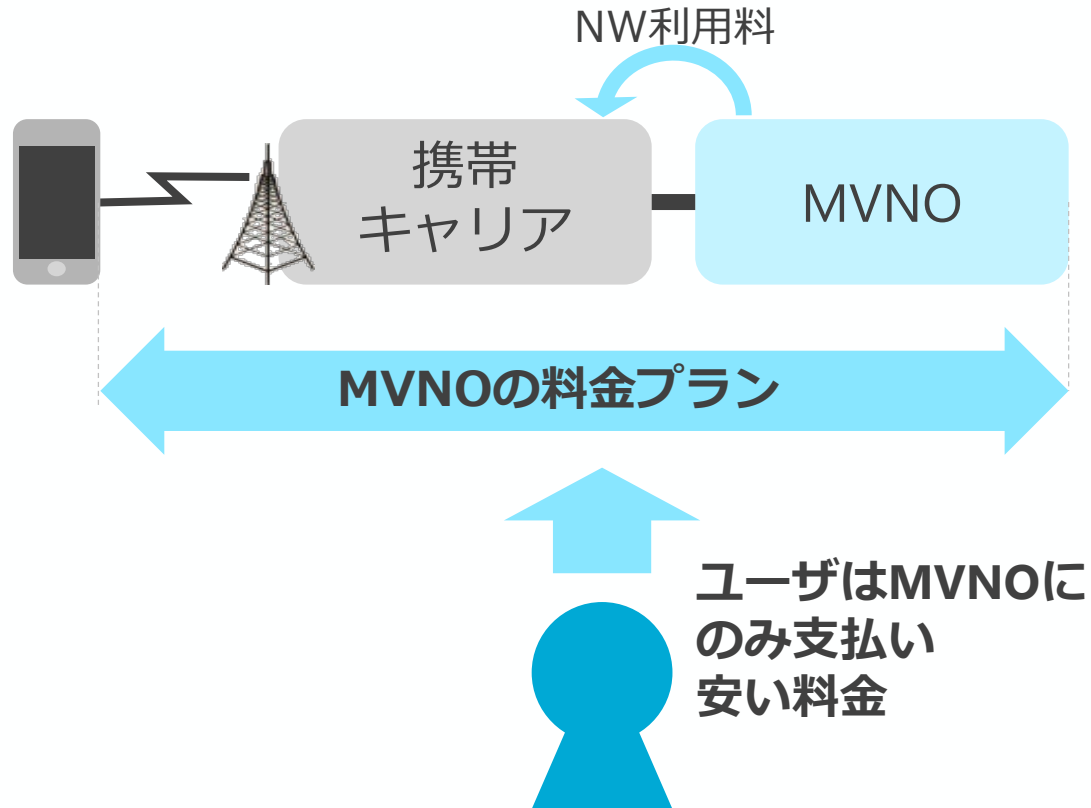 NW利用料
携帯
キャリア
MVNO
MVNOの料金プラン
ユーザはMVNOに
のみ支払い
安い料金